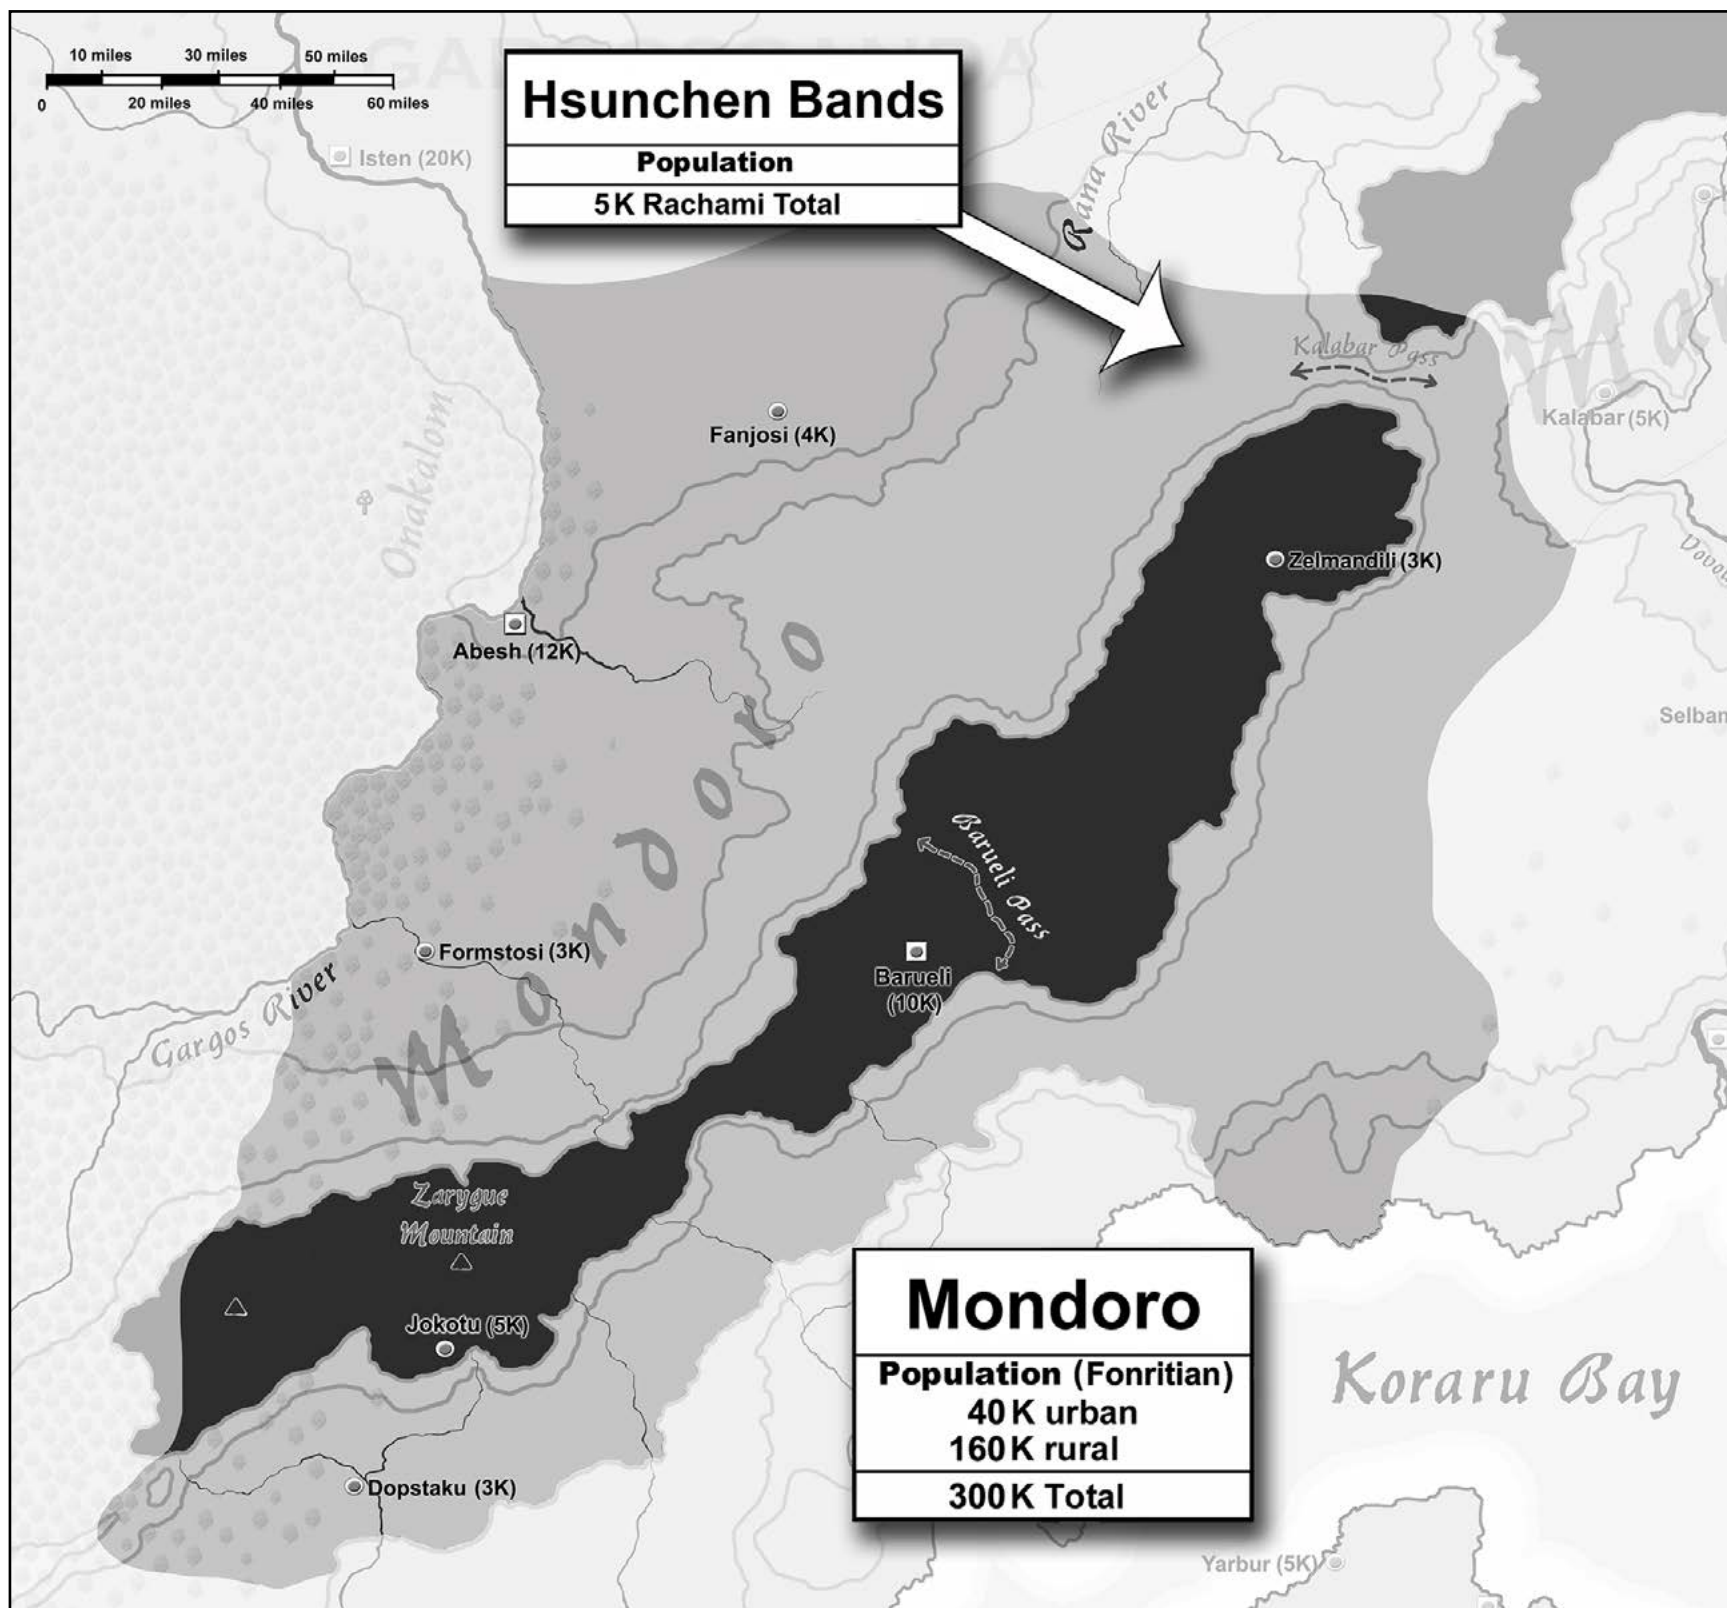 10 miles 30 miles 50 miles
0 20 miles 40 miles 60 miles
Hsunchen Bands
Population
5K Rachami Total
Isten (20K)
Rana River
Kalabar Pass
Kalabar (5K)
Onakalom
Fanjosi (4K)
Zelmandili (3K)
Abesh (12K)
Mondoro
Barueli Pass
Formstosi (3K)
Barueli
(10K)
Gargos River
Zarygue
Mountain
Jokotu (5K)
Dopstaku (3K)
Mondoro
Population (Fonritian)
40K urban
160K rural
300K Total
Koraru Bay
Yarbur (5K)